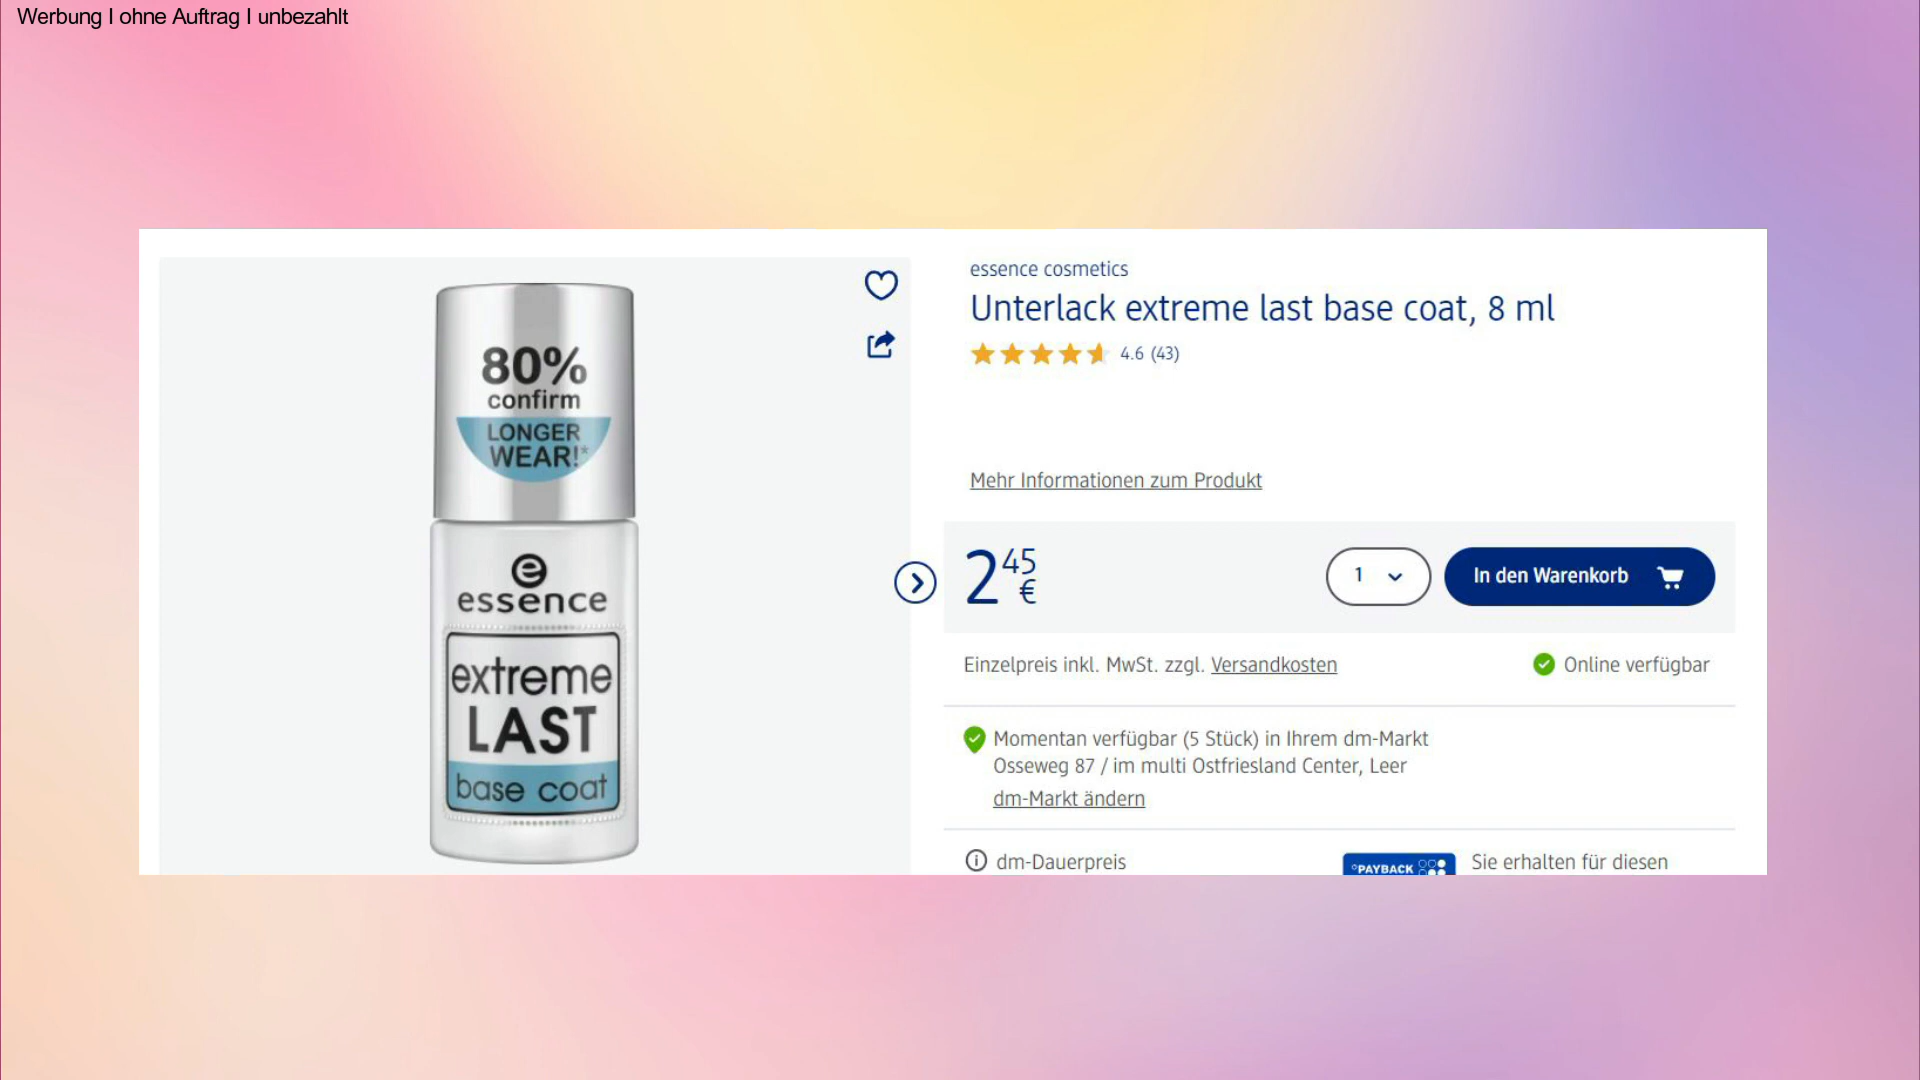 Werbung I ohne Auftrag I unbezahlt
80%
confirm
LONGER
WEAR!*
e
essence
extreme
LAST
base coat
essence cosmetics
Unterlack extreme last base coat, 8 ml
4.6 (43)
Mehr Informationen zum Produkt
2 45 €
1
In den Warenkorb
Einzelpreis inkl. MwSt. zzgl. Versandkosten
Online verfügbar
Momentan verfügbar (5 Stück) in Ihrem dm-Markt
Osseweg 87 / im multi Ostfriesland Center, Leer
dm-Markt ändern
dm-Dauerpreis
°PAYBACK
Sie erhalten für diesen